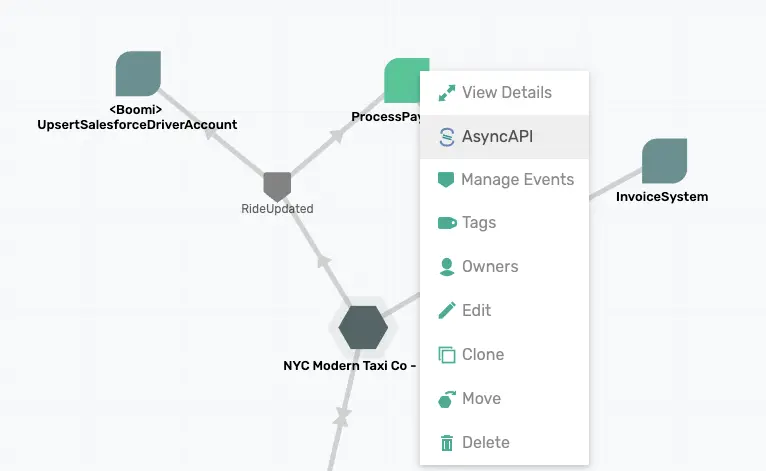 <Boomi>
UpsertSalesforceDriverAccount
ProcessPay
RideUpdated
NYC Modern Taxi Co -
InvoiceSystem
View Details
AsyncAPI
Manage Events
Tags
Owners
Edit
Clone
Move
Delete